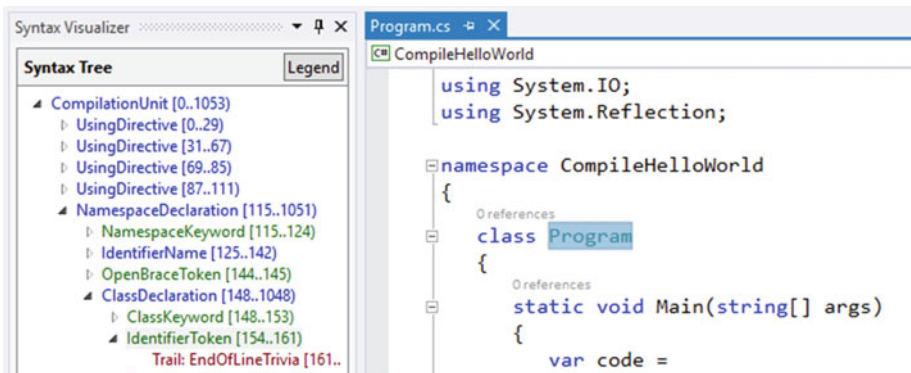 Syntax Visualizer
Syntax Tree
Legend
CompilationUnit [0..1053)
UsingDirective [0..29)
UsingDirective [31..67)
UsingDirective [69..85)
UsingDirective [87..111)
NamespaceDeclaration [115..1051)
NamespaceKeyword [115..124)
IdentifierName [125..142)
OpenBraceToken [144..145)
ClassDeclaration [148..1048)
ClassKeyword [148..153)
IdentifierToken [154..161)
Trail: EndOfLineTrivia [161..
Program.cs
C# CompileHelloWorld
using System.IO;
using System.Reflection;
namespace CompileHelloWorld
{
0 references
class Program
{
0 references
static void Main(string[] args)
{
var code =